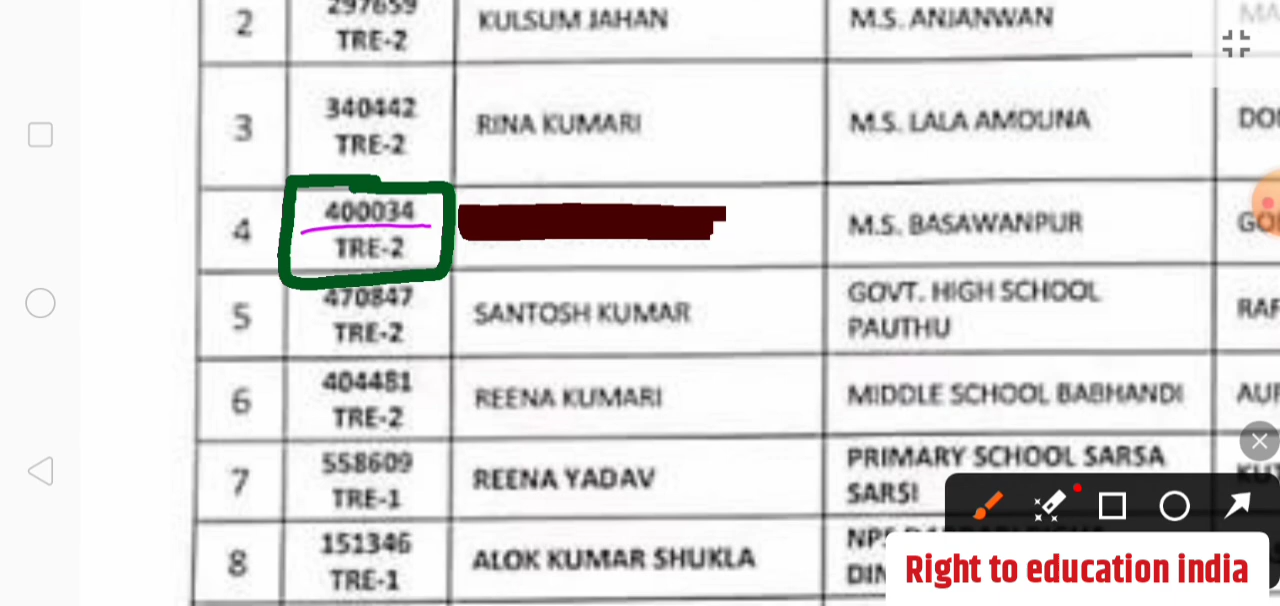 2 297659 KULSUM JAHAN M.S. ANJANWAN
TRE-2
3 340442 RINA KUMARI M.S. LALA AMOUNA
TRE-2
4 400034 M.S. BASAWANPUR
TRE-2
5 470847 SANTOSH KUMAR GOVT. HIGH SCHOOL
TRE-2 PAUTHU
6 404481 REENA KUMARI MIDDLE SCHOOL BABHANDI
TRE-2
7 558609 REENA YADAV PRIMARY SCHOOL SARSA
TRE-1 SARSI
8 151346 ALOK KUMAR SHUKLA
TRE-1
Right to education india